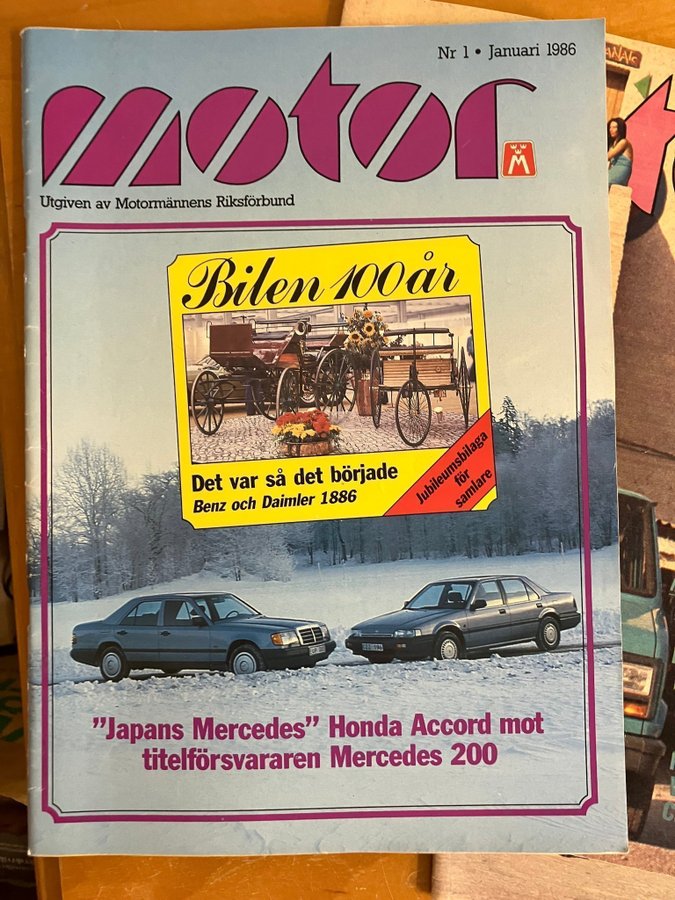 Nr 1 • Januari 1986
motor
M
Utgiven av Motormännens Riksförbund
Bilen 100 år
Det var så det började
Benz och Daimler 1886
Jubileumsbilaga
för
samlare
"Japans Mercedes" Honda Accord mot
titelförsvararen Mercedes 200